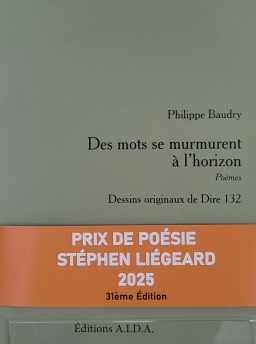 Philippe Baudry
Des mots se murmurent
à l'horizon
Poèmes
Dessins originaux de Dire 132
PRIX DE POÉSIE
STÉPHEN LIÉGEARD
2025
31ème Édition
Éditions A.I.D.A.